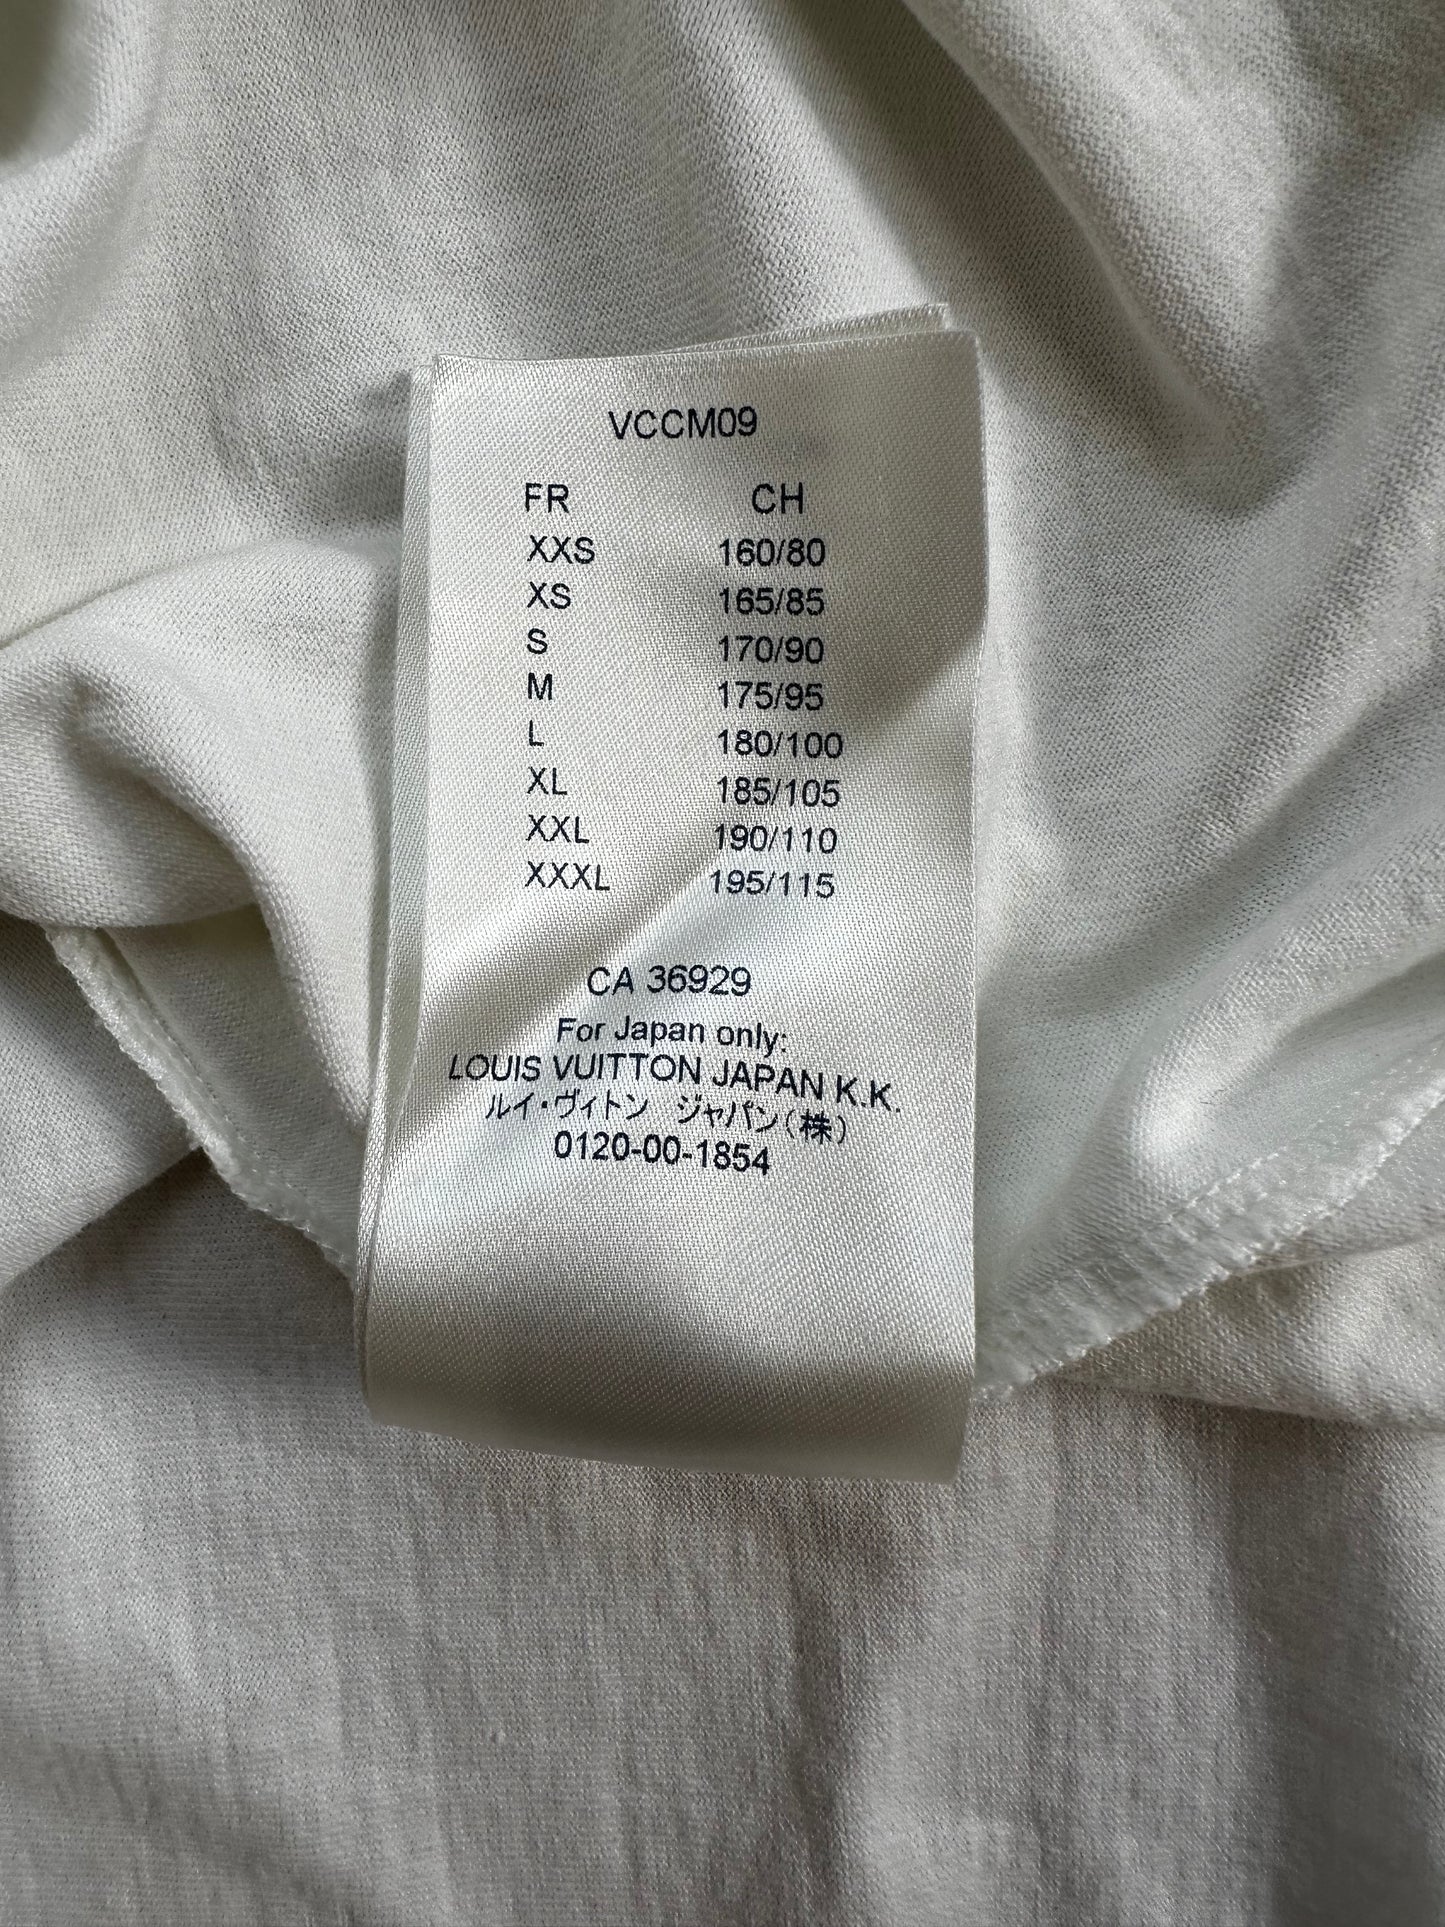 VCCM09
FR CH
XXS 160/80
XS 165/85
S 170/90
M 175/95
L 180/100
XL 185/105
XXL 190/110
XXXL 195/115
CA 36929
For Japan only:
LOUIS VUITTON JAPAN K.K.
ルイ・ヴィトン ジャパン(株)
0120-00-1854